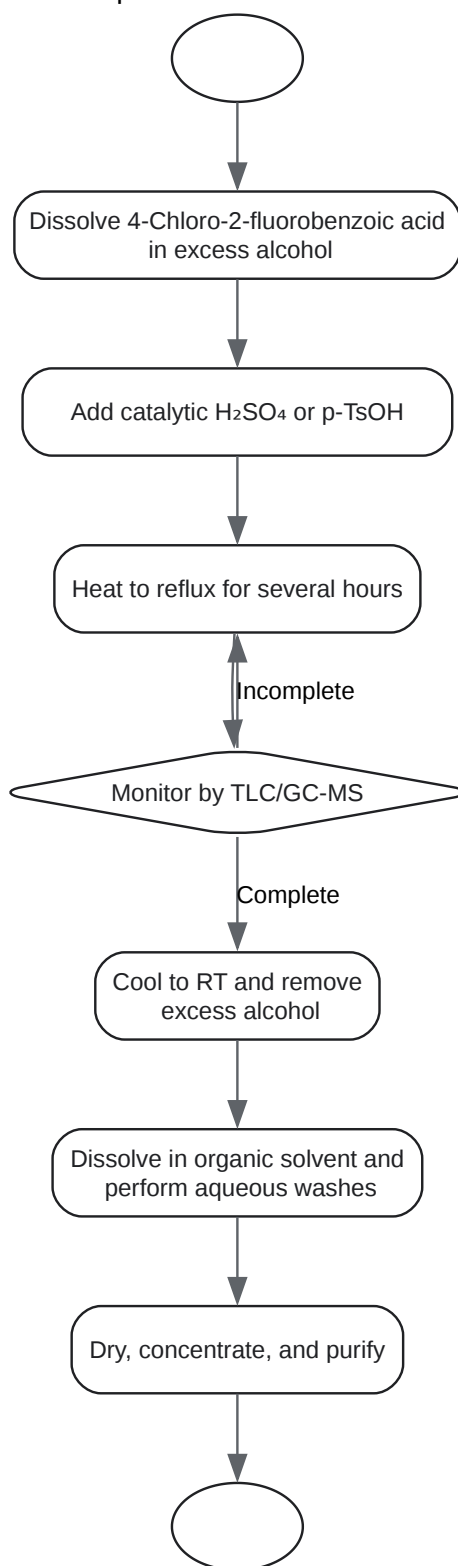 Dissolve 4-Chloro-2-fluorobenzoic acid
in excess alcohol
Add catalytic H₂SO₄ or p-TsOH
Heat to reflux for several hours
Incomplete
Monitor by TLC/GC-MS
Complete
Cool to RT and remove
excess alcohol
Dissolve in organic solvent and
perform aqueous washes
Dry, concentrate, and purify